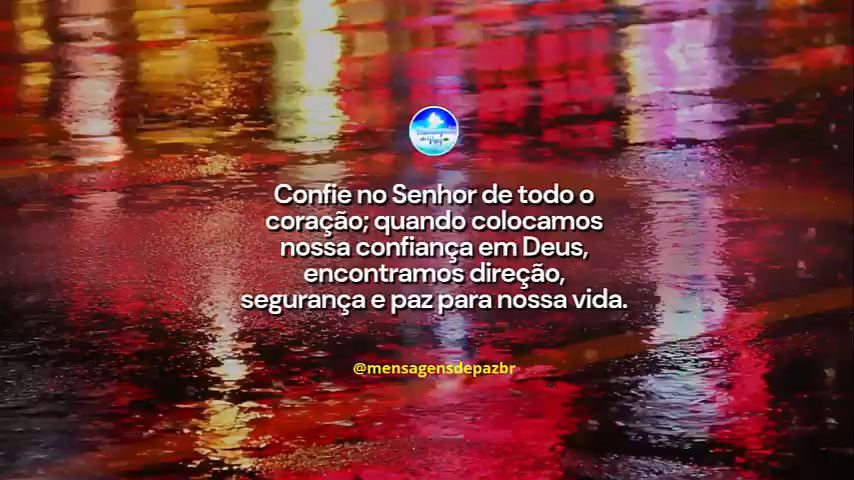 Confie no Senhor de todo o
coração; quando colocamos
nossa confiança em Deus,
encontramos direção,
segurança e paz para nossa vida.
@mensagensdepazbr